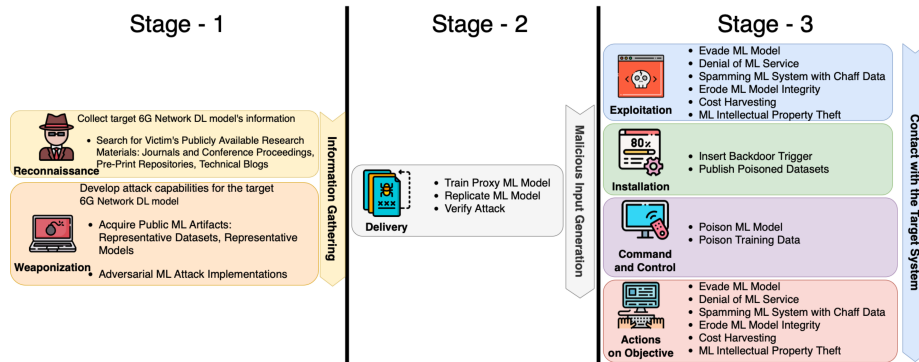 Stage - 1
Collect target 6G Network DL model's information
• Search for Victim's Publicly Available Research
Materials: Journals and Conference Proceedings,
Pre-Print Repositories, Technical Blogs
Reconnaissance
Develop attack capabilities for the target
6G Network DL model
• Acquire Public ML Artifacts:
Representative Datasets, Representative
Models
• Adversarial ML Attack Implementations
Weaponization
Information Gathering
Stage - 2
XXX
Delivery
• Train Proxy ML Model
• Replicate ML Model
• Verify Attack
Malicious Input Generation
Stage - 3
Exploitation
• Evade ML Model
• Denial of ML Service
• Spamming ML System with Chaff Data
• Erode ML Model Integrity
• Cost Harvesting
• ML Intellectual Property Theft
80%
Installation
• Insert Backdoor Trigger
• Publish Poisoned Datasets
Command
and Control
• Poison ML Model
• Poison Training Data
Actions
on Objective
• Evade ML Model
• Denial of ML Service
• Spamming ML System with Chaff Data
• Erode ML Model Integrity
• Cost Harvesting
• ML Intellectual Property Theft
Contact with the Target System